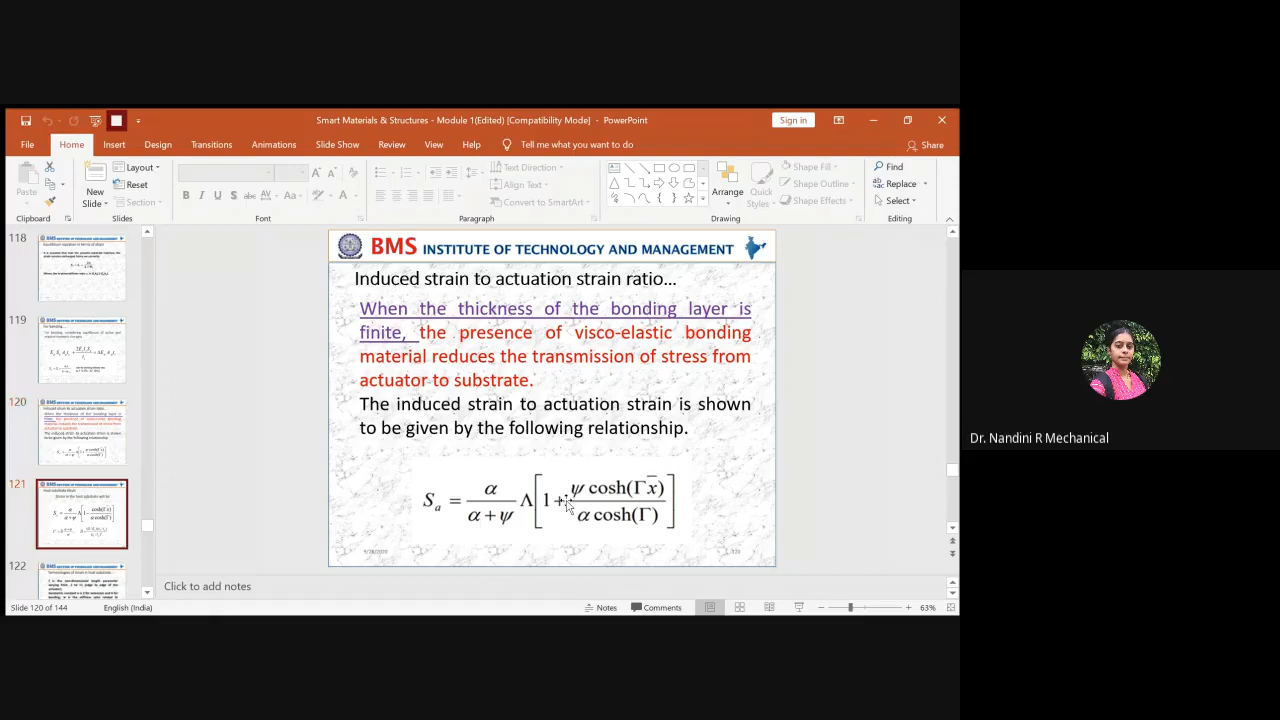 Smart Materials & Structures - Module 1(Edited) [Compatibility Mode] - PowerPoint
Sign in
File Home Insert Design Transitions Animations Slide Show Review View Help Tell me what you want to do
Share
Paste
New
Slide
Layout
Reset
Section
Text Direction
Align Text
Convert to SmartArt
Arrange
Quick
Styles
Shape Fill
Shape Outline
Shape Effects
Find
Replace
Select
Clipboard Slides Font Paragraph Drawing Editing
118
119
120
121
122
BMS INSTITUTE OF TECHNOLOGY AND MANAGEMENT
Induced strain to actuation strain ratio...
When the thickness of the bonding layer is
finite, the presence of visco-elastic bonding
material reduces the transmission of stress from
actuator to substrate.
The induced strain to actuation strain is shown
to be given by the following relationship.
S_a = α/(α+ψ) Λ[1+ ψ cosh(Γx̅)/α cosh(Γ)]
9/28/2020
120
Click to add notes
Slide 120 of 144 English (India) Notes Comments 63%
Dr. Nandini R Mechanical